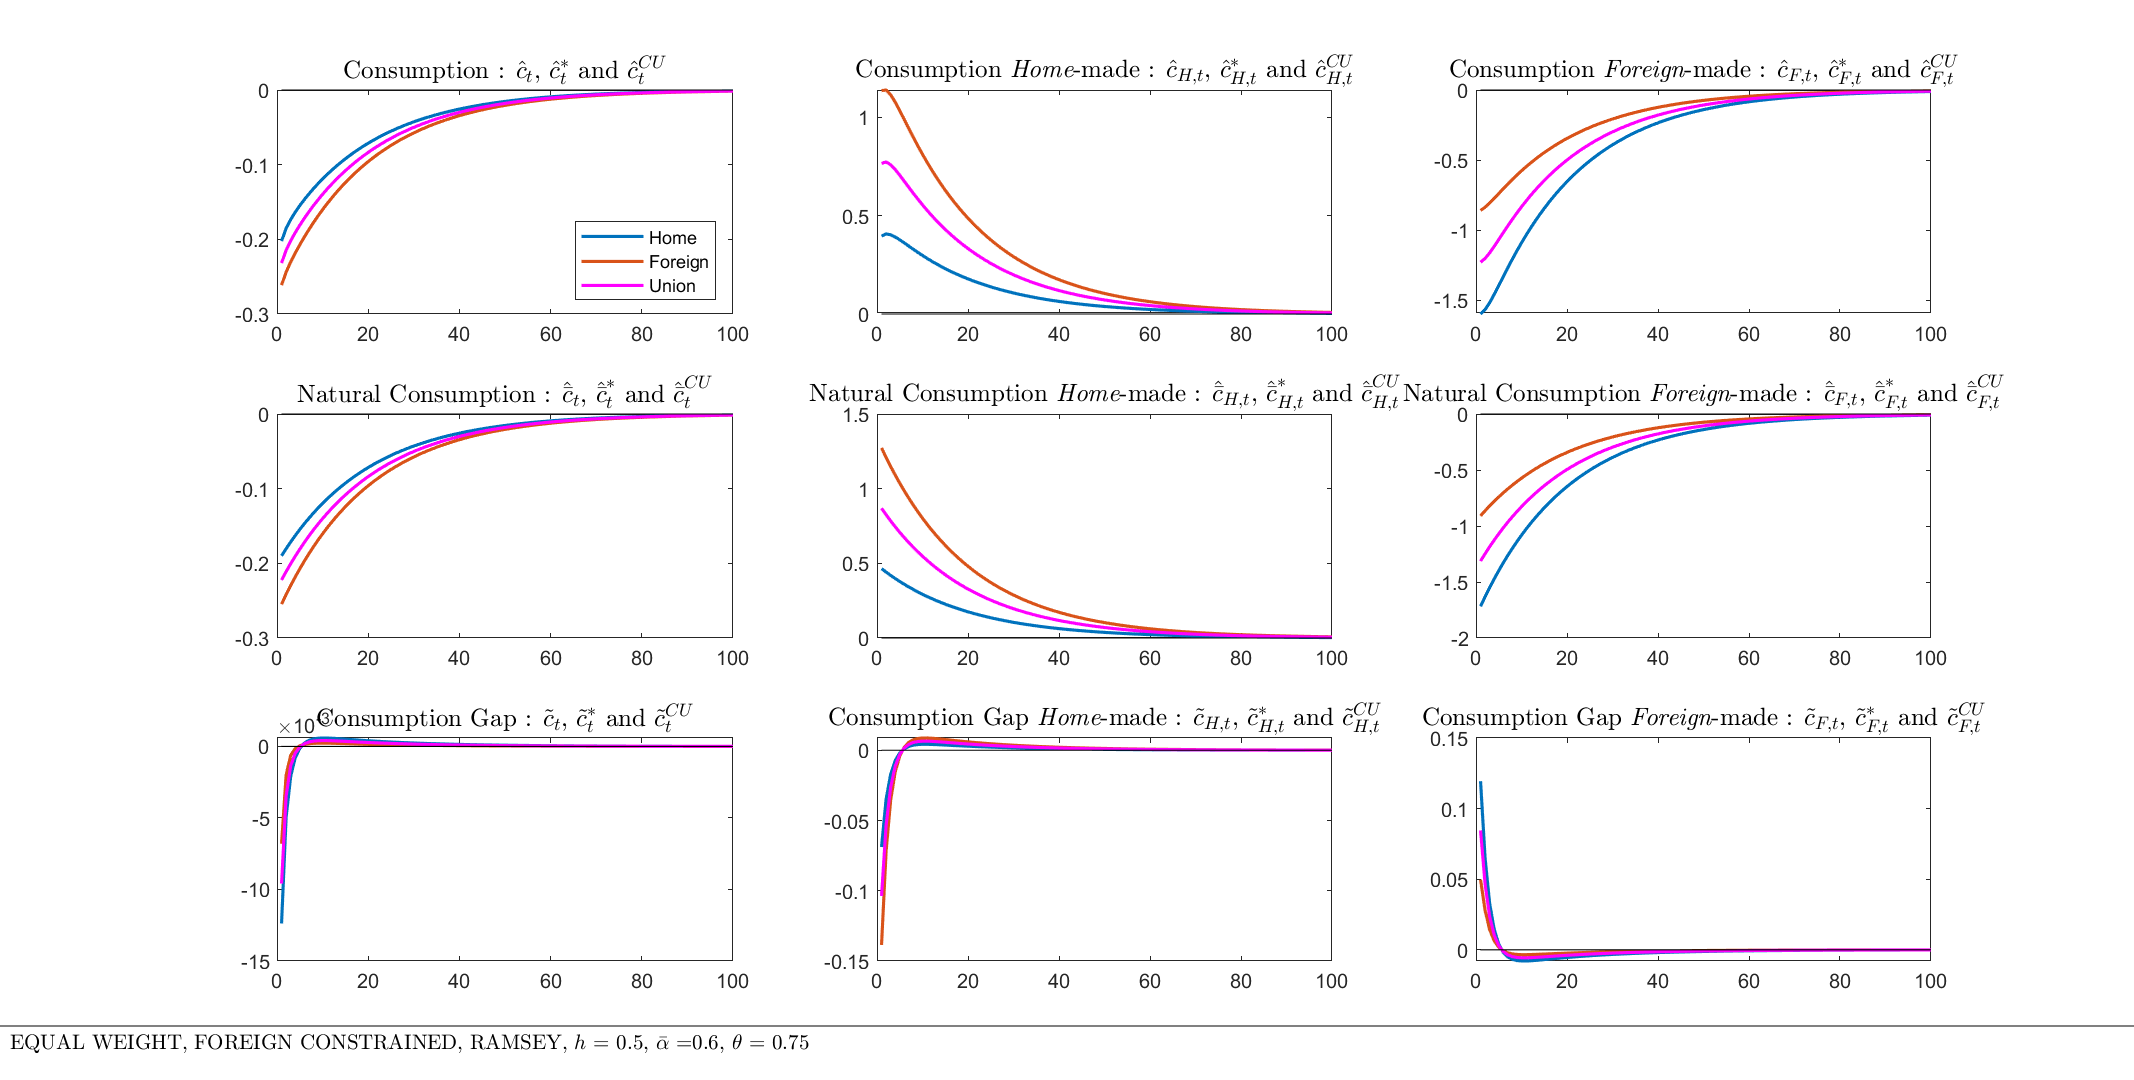 Consumption : ĉ_t, ĉ*_t and ĉ^CU_t
0
-0.1
-0.2
-0.3
0 20 40 60 80 100
Home
Foreign
Union
Consumption Home-made : ĉ_H,t, ĉ*_H,t and ĉ^CU_H,t
1
0.5
0
0 20 40 60 80 100
Consumption Foreign-made : ĉ_F,t, ĉ*_F,t and ĉ^CU_F,t
0
-0.5
-1
-1.5
0 20 40 60 80 100
Natural Consumption : ĉ̄_t, ĉ̄*_t and ĉ̄^CU_t
0
-0.1
-0.2
-0.3
0 20 40 60 80 100
Natural Consumption Home-made : ĉ̄_H,t, ĉ̄*_H,t and ĉ̄^CU_H,t
1.5
1
0.5
0
0 20 40 60 80 100
Natural Consumption Foreign-made : ĉ̄_F,t, ĉ̄*_F,t and ĉ̄^CU_F,t
0
-0.5
-1
-1.5
-2
0 20 40 60 80 100
Consumption Gap : c̃_t, c̃*_t and c̃^CU_t
×10^-3
0
-5
-10
-15
0 20 40 60 80 100
Consumption Gap Home-made : c̃_H,t, c̃*_H,t and c̃^CU_H,t
0
-0.05
-0.1
-0.15
0 20 40 60 80 100
Consumption Gap Foreign-made : c̃_F,t, c̃*_F,t and c̃^CU_F,t
0.15
0.1
0.05
0
0 20 40 60 80 100
EQUAL WEIGHT, FOREIGN CONSTRAINED, RAMSEY, h = 0.5, ᾱ =0.6, θ = 0.75